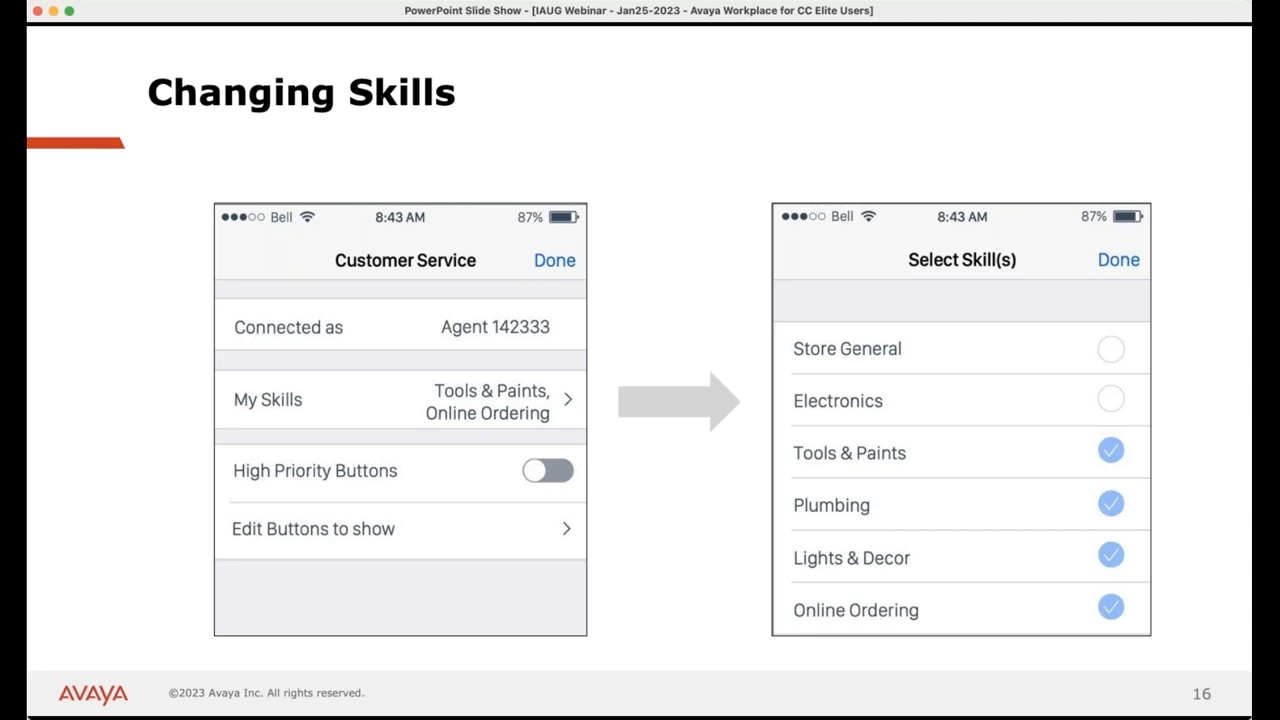 PowerPoint Slide Show - [IAUG Webinar - Jan25-2023 - Avaya Workplace for CC Elite Users]
Changing Skills
Bell 8:43 AM 87%
Customer Service Done
Connected as Agent 142333
My Skills Tools & Paints,
Online Ordering
High Priority Buttons
Edit Buttons to show
Bell 8:43 AM 87%
Select Skill(s) Done
Store General
Electronics
Tools & Paints
Plumbing
Lights & Decor
Online Ordering
AVAYA ©2023 Avaya Inc. All rights reserved. 16